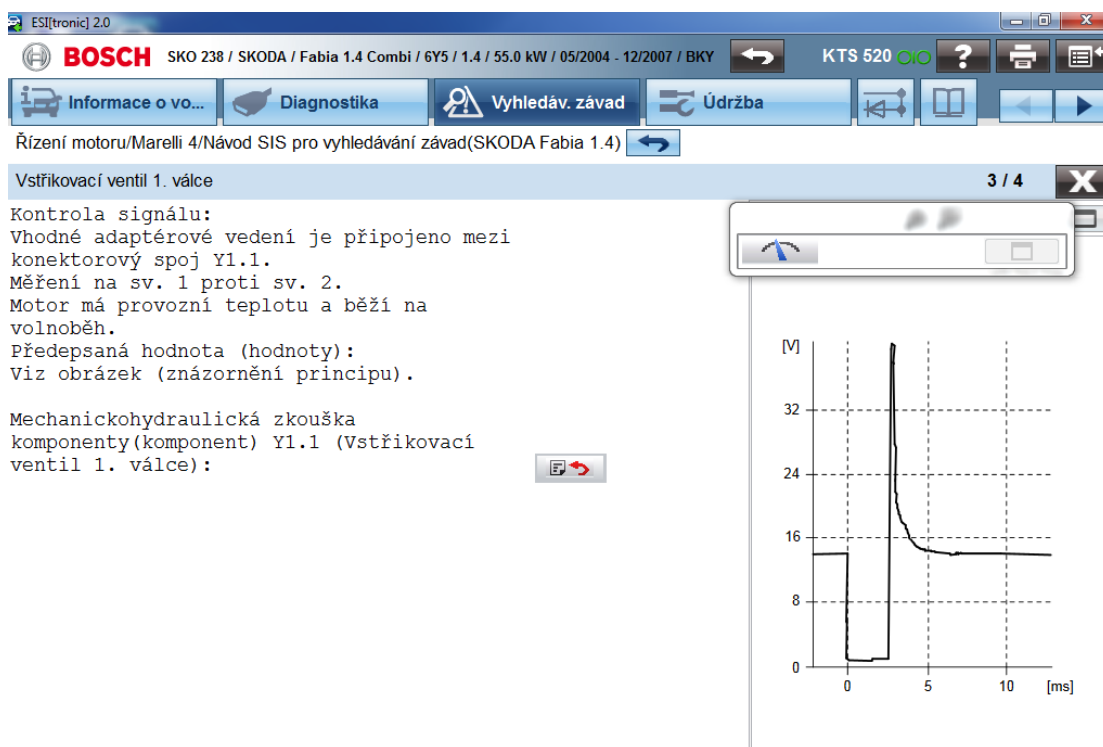 ESI[tronic] 2.0
BOSCH SKO 238 / SKODA / Fabia 1.4 Combi / 6Y5 / 1.4 / 55.0 kW / 05/2004 - 12/2007 / BKY KTS 520 ?
Informace o vo... Diagnostika Vyhledáv. závad Údržba
Řízení motoru/Marelli 4/Návod SIS pro vyhledávání závad(SKODA Fabia 1.4)
Vstřikovací ventil 1. válce 3 / 4 X
Kontrola signálu:
Vhodné adaptérové vedení je připojeno mezi
konektorový spoj Y1.1.
Měření na sv. 1 proti sv. 2.
Motor má provozní teplotu a běží na
volnoběh.
Předepsaná hodnota (hodnoty):
Viz obrázek (znázornění principu).
Mechanickohydraulická zkouška
komponenty(komponent) Y1.1 (Vstřikovací
ventil 1. válce):
[V]
32
24
16
8
0
0 5 10 [ms]